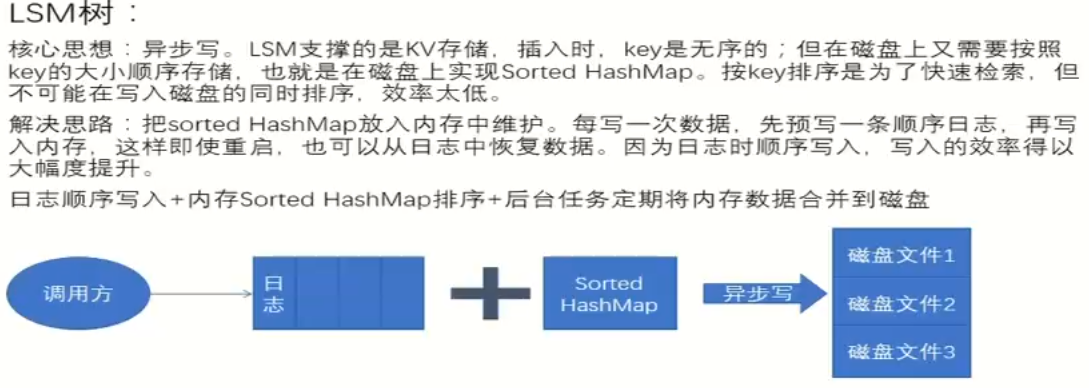 LSM树：
核心思想：异步写。LSM支撑的是KV存储，插入时，key是无序的；但在磁盘上又需要按照
key的大小顺序存储，也就是在磁盘上实现Sorted HashMap。按key排序是为了快速检索，但
不可能在写入磁盘的同时排序，效率太低。
解决思路：把sorted HashMap放入内存中维护。每写一次数据，先预写一条顺序日志，再写
入内存，这样即使重启，也可以从日志中恢复数据。因为日志时顺序写入，写入的效率得以
大幅度提升。
日志顺序写入+内存Sorted HashMap排序+后台任务定期将内存数据合并到磁盘
调用方
日
志
Sorted
HashMap
异步写
磁盘文件1
磁盘文件2
磁盘文件3